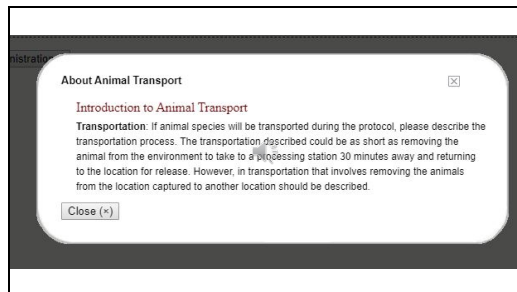 nistration
About Animal Transport
Introduction to Animal Transport
Transportation: If animal species will be transported during the protocol, please describe the
transportation process. The transportation described could be as short as removing the
animal from the environment to take to a processing station 30 minutes away and returning
to the location for release. However, in transportation that involves removing the animals
from the location captured to another location should be described.
Close (×)